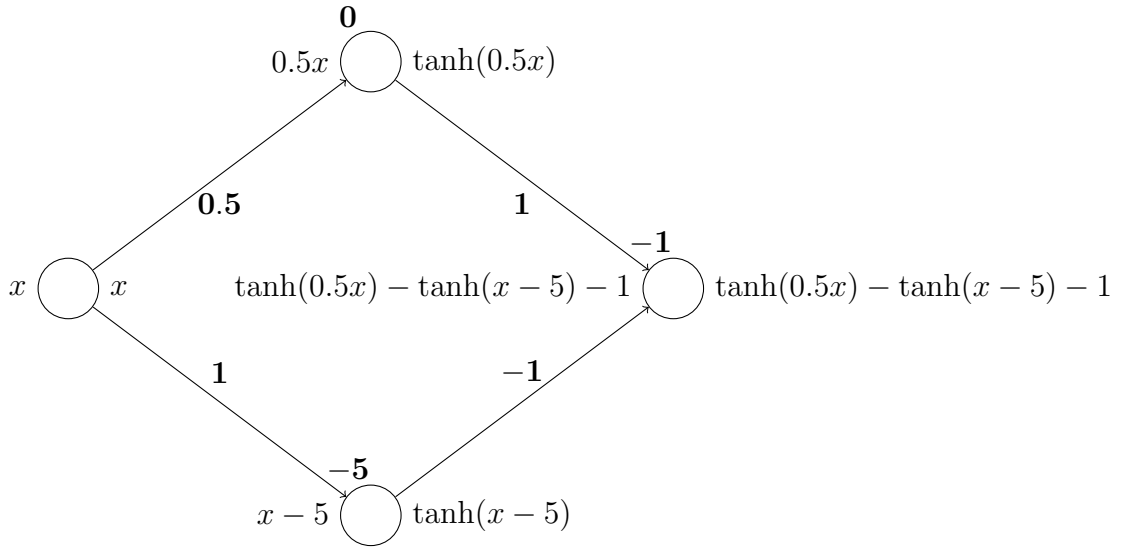 0
0.5x
tanh(0.5x)
0.5
1
−1
x
x
tanh(0.5x) − tanh(x − 5) − 1
tanh(0.5x) − tanh(x − 5) − 1
1
−1
−5
x − 5
tanh(x − 5)